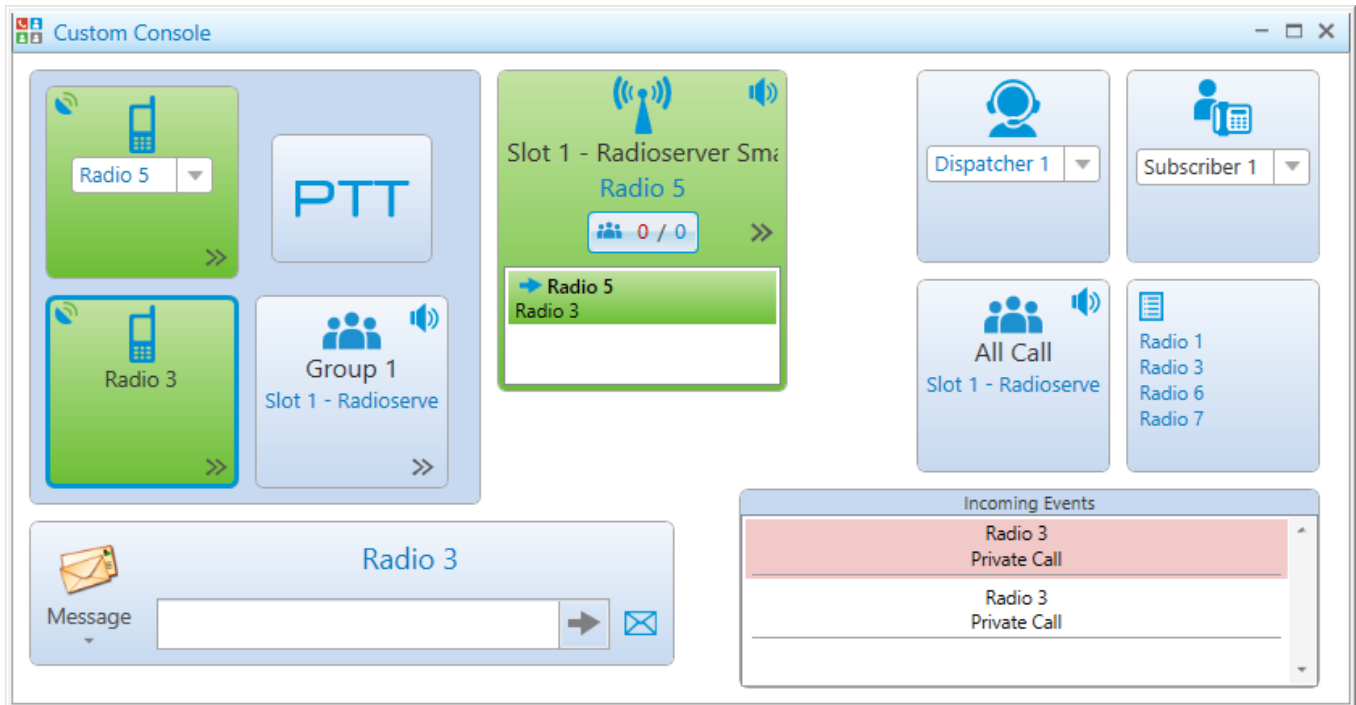 Custom Console
Radio 5
PTT
Radio 3
Group 1
Slot 1 - Radioserve
Slot 1 - Radioserver Sma
Radio 5
0 / 0
Radio 5
Radio 3
Dispatcher 1
Subscriber 1
All Call
Slot 1 - Radioserve
Radio 1
Radio 3
Radio 6
Radio 7
Message
Radio 3
Incoming Events
Radio 3
Private Call
Radio 3
Private Call